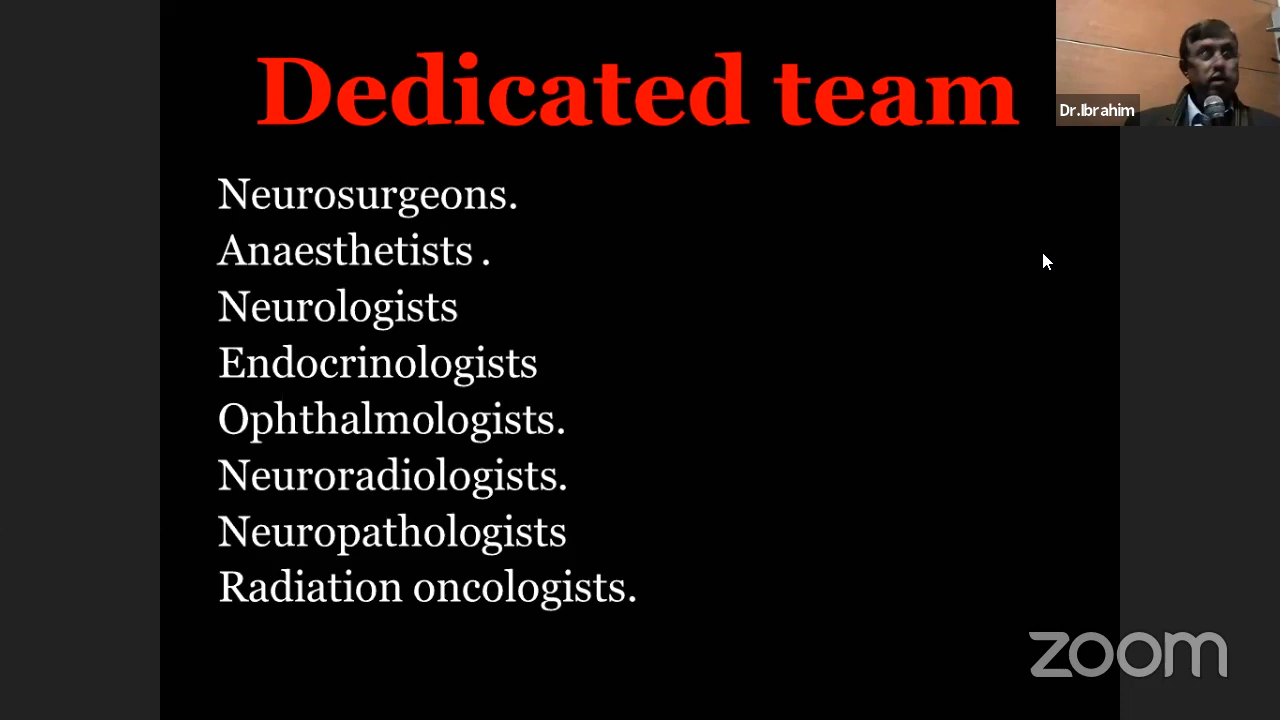 Dedicated team
Dr.Ibrahim
Neurosurgeons.
Anaesthetists .
Neurologists
Endocrinologists
Ophthalmologists.
Neuroradiologists.
Neuropathologists
Radiation oncologists.
zoom